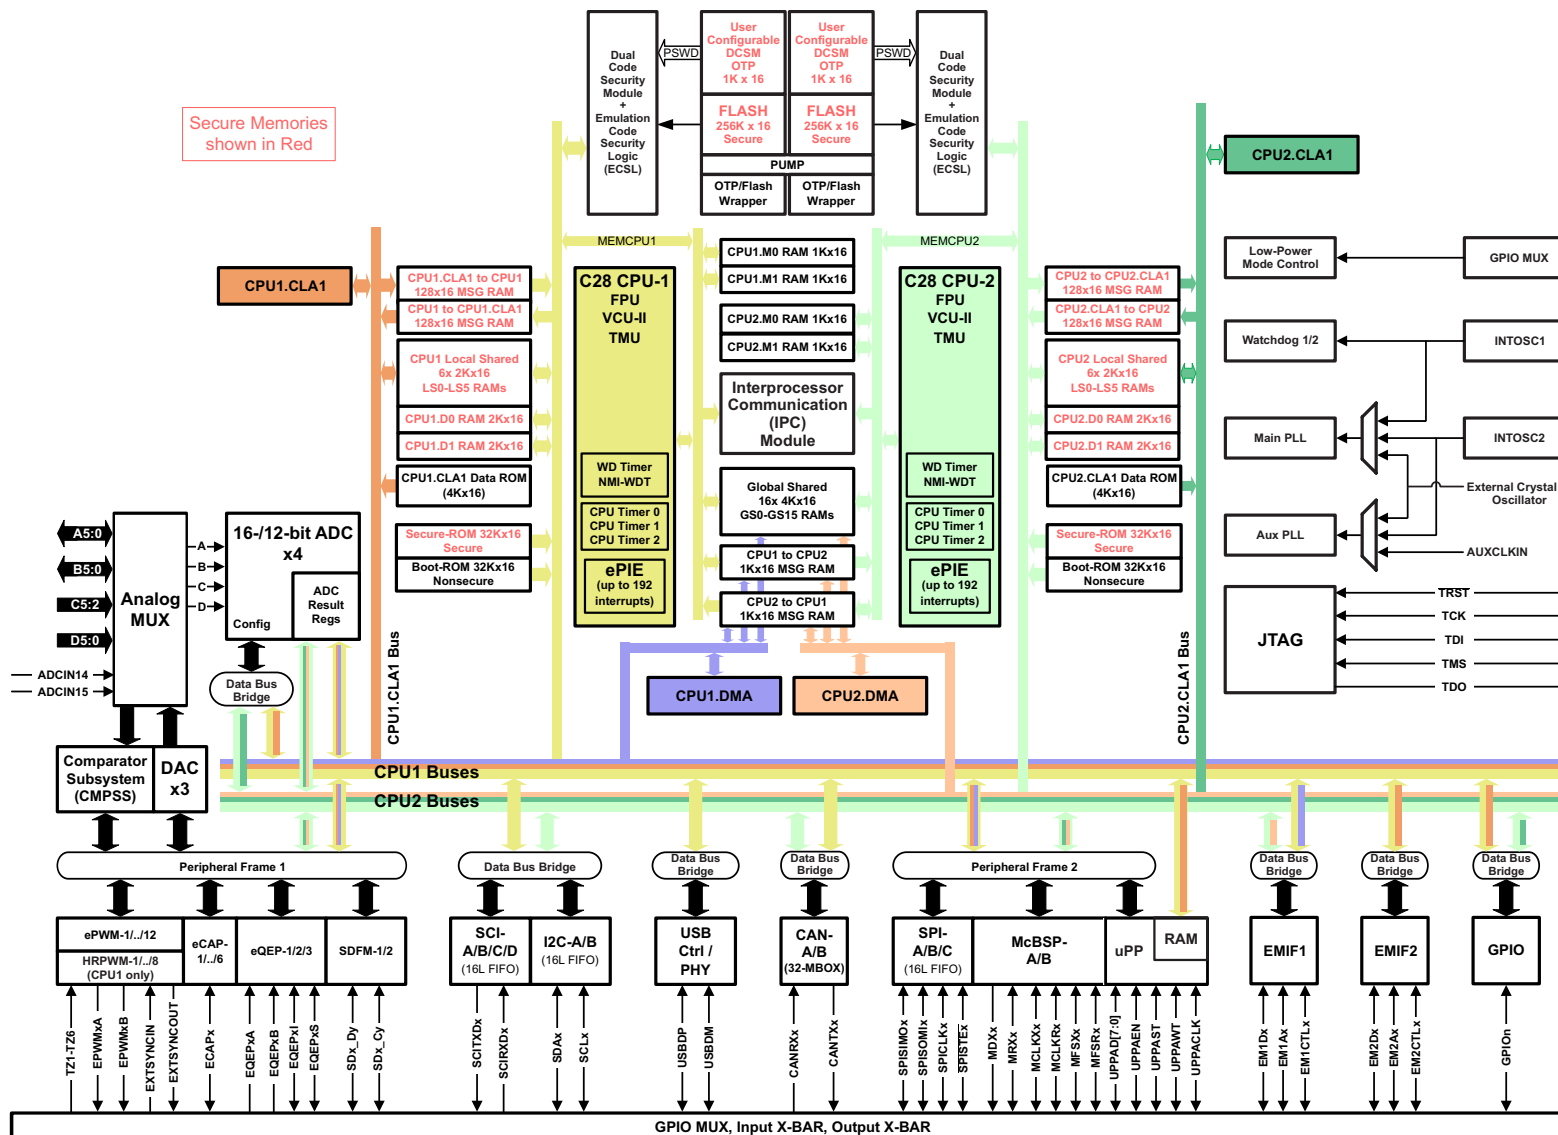 Secure Memories
shown in Red
Dual
Code
Security
Module
+
Emulation
Code
Security
Logic
(ECSL)
PSWD
User
Configurable
DCSM
OTP
1K x 16
FLASH
256K x 16
Secure
User
Configurable
DCSM
OTP
1K x 16
FLASH
256K x 16
Secure
PUMP
OTP/Flash
Wrapper
OTP/Flash
Wrapper
PSWD
Dual
Code
Security
Module
+
Emulation
Code
Security
Logic
(ECSL)
CPU2.CLA1
MEMCPU1
MEMCPU2
CPU1.CLA1
CPU1.CLA1 to CPU1
128x16 MSG RAM
CPU1 to CPU1.CLA1
128x16 MSG RAM
CPU1 Local Shared
6x 2Kx16
LS0-LS5 RAMs
CPU1.D0 RAM 2Kx16
CPU1.D1 RAM 2Kx16
CPU1.CLA1 Data ROM
(4Kx16)
Secure-ROM 32Kx16
Secure
Boot-ROM 32Kx16
Nonsecure
C28 CPU-1
FPU
VCU-II
TMU
WD Timer
NMI-WDT
CPU Timer 0
CPU Timer 1
CPU Timer 2
ePIE
(up to 192
interrupts)
CPU1.M0 RAM 1Kx16
CPU1.M1 RAM 1Kx16
CPU2.M0 RAM 1Kx16
CPU2.M1 RAM 1Kx16
Interprocessor
Communication
(IPC)
Module
Global Shared
16x 4Kx16
GS0-GS15 RAMs
CPU1 to CPU2
1Kx16 MSG RAM
CPU2 to CPU1
1Kx16 MSG RAM
C28 CPU-2
FPU
VCU-II
TMU
WD Timer
NMI-WDT
CPU Timer 0
CPU Timer 1
CPU Timer 2
ePIE
(up to 192
interrupts)
CPU2 to CPU2.CLA1
128x16 MSG RAM
CPU2.CLA1 to CPU2
128x16 MSG RAM
CPU2 Local Shared
6x 2Kx16
LS0-LS5 RAMs
CPU2.D0 RAM 2Kx16
CPU2.D1 RAM 2Kx16
CPU2.CLA1 Data ROM
(4Kx16)
Secure-ROM 32Kx16
Secure
Boot-ROM 32Kx16
Nonsecure
Low-Power
Mode Control
GPIO MUX
Watchdog 1/2
INTOSC1
Main PLL
INTOSC2
External Crystal
Oscillator
Aux PLL
AUXCLKIN
JTAG
TRST
TCK
TDI
TMS
TDO
A5:0
B5:0
C5:2
D5:0
ADCIN14
ADCIN15
Analog
MUX
A
B
C
D
16-/12-bit ADC
x4
Config
ADC
Result
Regs
Data Bus
Bridge
CPU1.CLA1 Bus
CPU1.DMA
CPU2.DMA
CPU2.CLA1 Bus
Comparator
Subsystem
(CMPSS)
DAC
x3
CPU1 Buses
CPU2 Buses
Peripheral Frame 1
Data Bus Bridge
Data Bus
Bridge
Data Bus
Bridge
Peripheral Frame 2
Data Bus
Bridge
Data Bus
Bridge
Data Bus
Bridge
ePWM-1/../12
HRPWM-1/../8
(CPU1 only)
eCAP-
1/../6
eQEP-1/2/3
SDFM-1/2
SCI-
A/B/C/D
(16L FIFO)
I2C-A/B
(16L FIFO)
USB
Ctrl /
PHY
CAN-
A/B
(32-MBOX)
SPI-
A/B/C
(16L FIFO)
McBSP-
A/B
uPP
RAM
EMIF1
EMIF2
GPIO
TZ1-TZ6
EPWMxA
EPWMxB
EXTSYNCIN
EXTSYNCOUT
ECAPx
EQEPxA
EQEPxB
EQEPxI
EQEPxS
SDx_Dy
SDx_Cy
SCITXDx
SCIRXDx
SDAx
SCLx
USBDP
USBDM
CANRXx
CANTXx
SPISIMOx
SPISOMIx
SPICLKx
SPISTEx
MDXx
MRXx
MCLKXx
MCLKRx
MFSXx
MFSRx
UPPAD[7:0]
UPPAEN
UPPAST
UPPAWT
UPPACLK
EM1Dx
EM1Ax
EM1CTLx
EM2Dx
EM2Ax
EM2CTLx
GPIOn
GPIO MUX, Input X-BAR, Output X-BAR